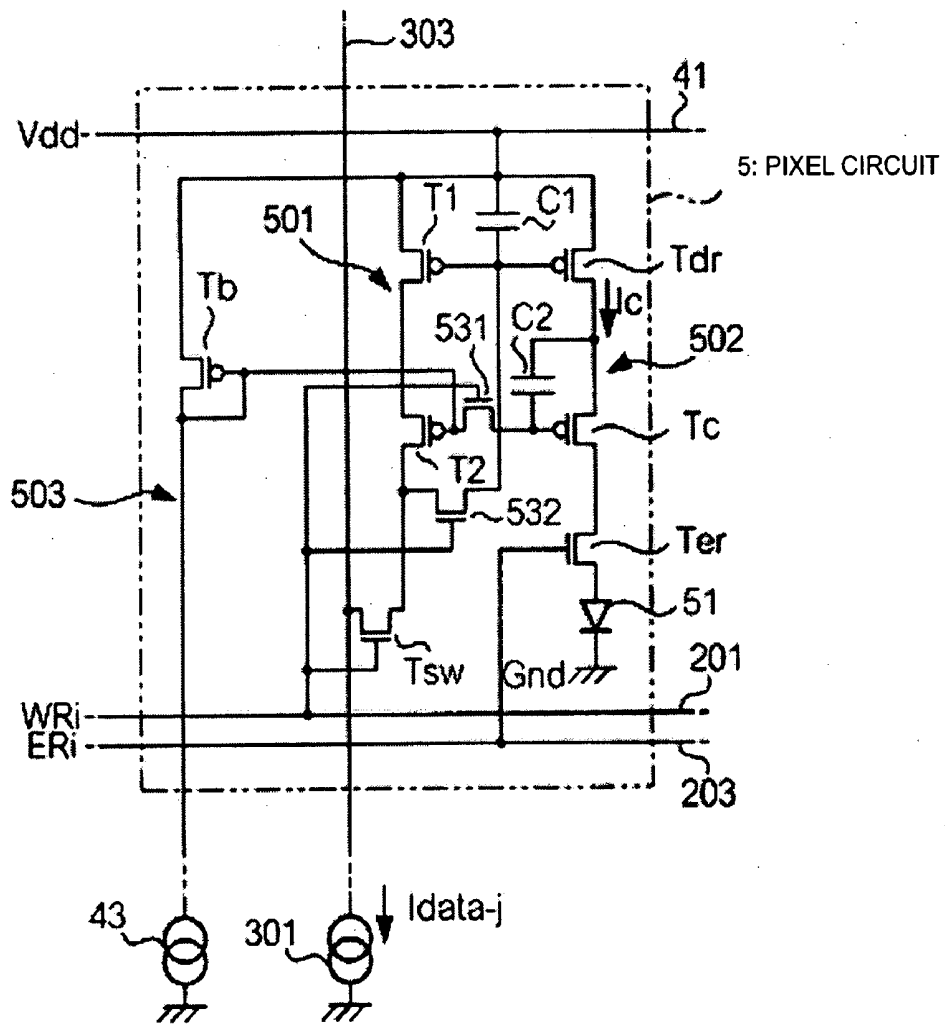 303
41
Vdd
5: PIXEL CIRCUIT
T1
C1
501
Tdr
Tb
Ic
531
C2
502
Tc
T2
503
532
Ter
51
Tsw
Gnd
201
WRi
ERi
203
43
301
Idata-j